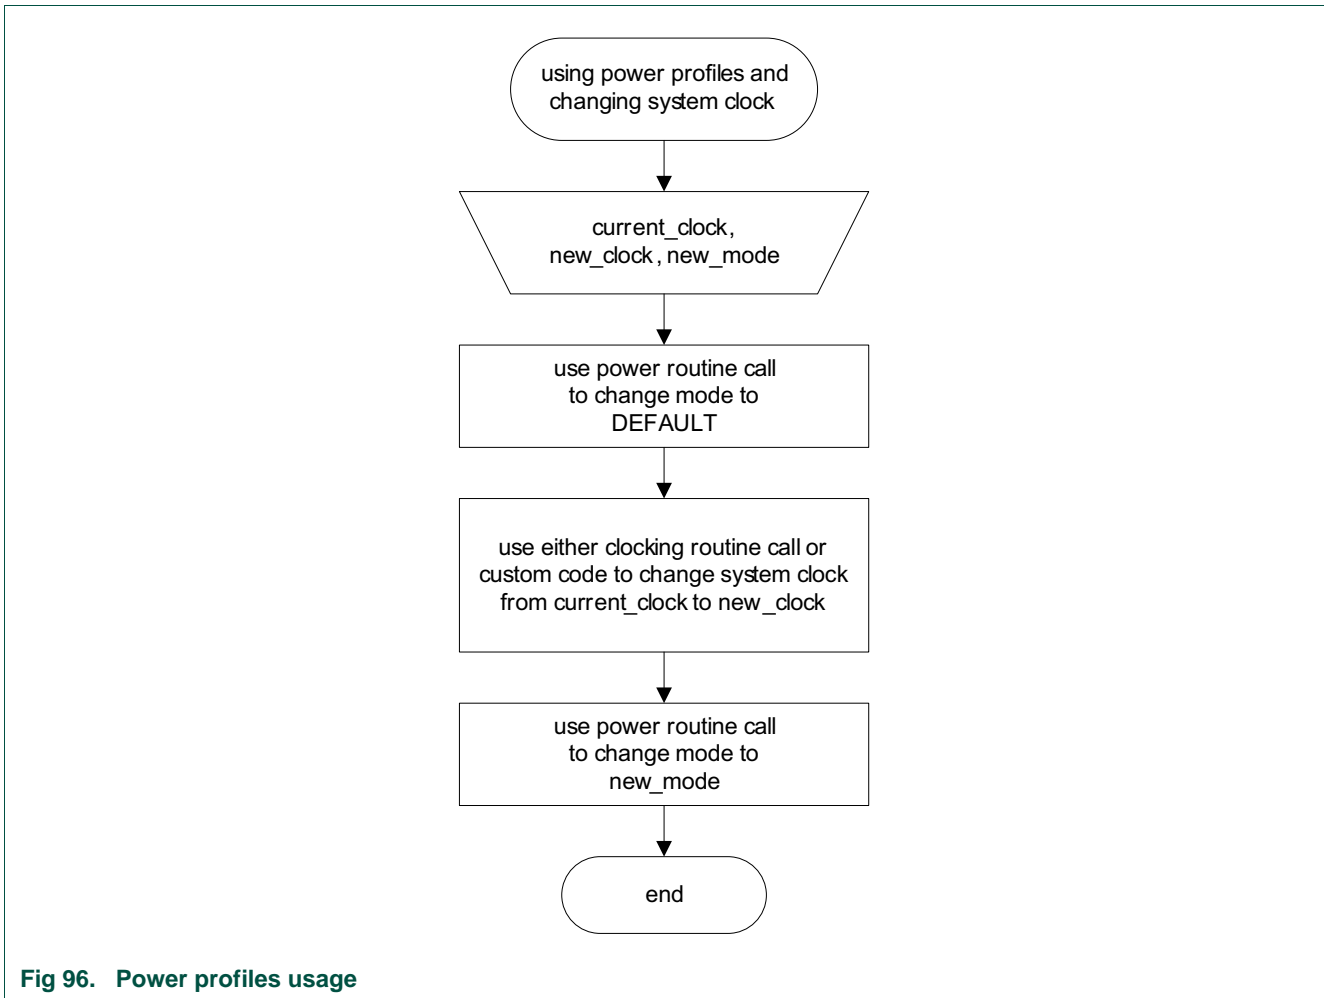 using power profiles and
changing system clock
current_clock,
new_clock, new_mode
use power routine call
to change mode to
DEFAULT
use either clocking routine call or
custom code to change system clock
from current_clock to new_clock
use power routine call
to change mode to
new_mode
end
Fig 96. Power profiles usage